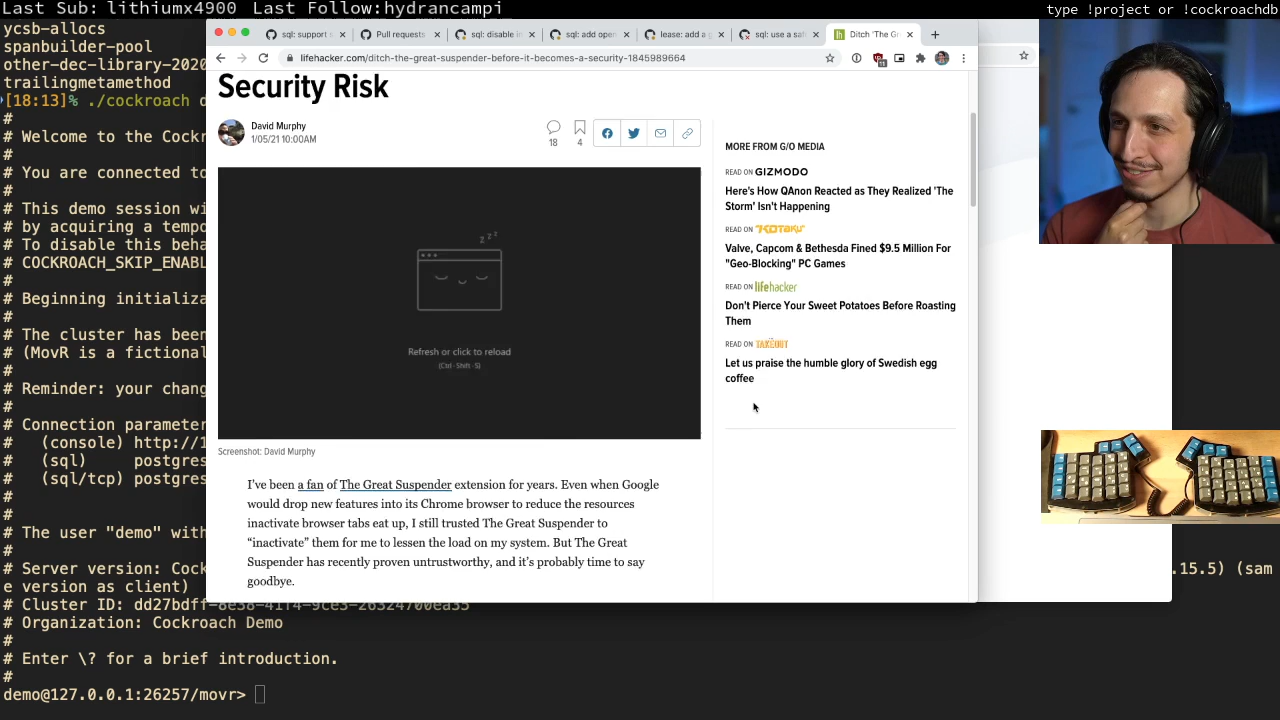 Last Sub: lithiumx4900 Last Follow:hydrancampi
type !project or !cockroachdb
ycsb-allocs
spanbuilder-pool
other-dec-library-2020
trailingmetamethod
[18:13]% ./cockroach d
#
# Welcome to the Cockr
#
# You are connected to
#
# This demo session wi
# by acquiring a tempo
# To disable this beha
# COCKROACH_SKIP_ENABL
#
# Beginning initializa
#
# The cluster has been
# (MovR is a fictional
#
# Reminder: your chang
#
# Connection parameter
# (console) http://1
# (sql) postgres
# (sql/tcp) postgres
#
#
# The user "demo" with
#
# Server version: Cock
.15.5) (sam
e version as client)
# Cluster ID: dd27bdff-8e38-41f4-9ce3-26324700ea35
# Organization: Cockroach Demo
#
# Enter \? for a brief introduction.
#
demo@127.0.0.1:26257/movr>
sql: support s
Pull requests
sql: disable in
sql: add open
lease: add a g
sql: use a safe
Ditch 'The Gr
lifehacker.com/ditch-the-great-suspender-before-it-becomes-a-security-1845989664
Security Risk
David Murphy
1/05/21 10:00AM
18
4
Refresh or click to reload
(Ctrl · Shift · S)
Screenshot: David Murphy
I've been a fan of The Great Suspender extension for years. Even when Google
would drop new features into its Chrome browser to reduce the resources
inactivate browser tabs eat up, I still trusted The Great Suspender to
“inactivate” them for me to lessen the load on my system. But The Great
Suspender has recently proven untrustworthy, and it's probably time to say
goodbye.
MORE FROM G/O MEDIA
READ ON GIZMODO
Here's How QAnon Reacted as They Realized 'The
Storm' Isn't Happening
READ ON KOTAKU
Valve, Capcom & Bethesda Fined $9.5 Million For
"Geo-Blocking" PC Games
READ ON lifehacker
Don't Pierce Your Sweet Potatoes Before Roasting
Them
READ ON TAKEOUT
Let us praise the humble glory of Swedish egg
coffee